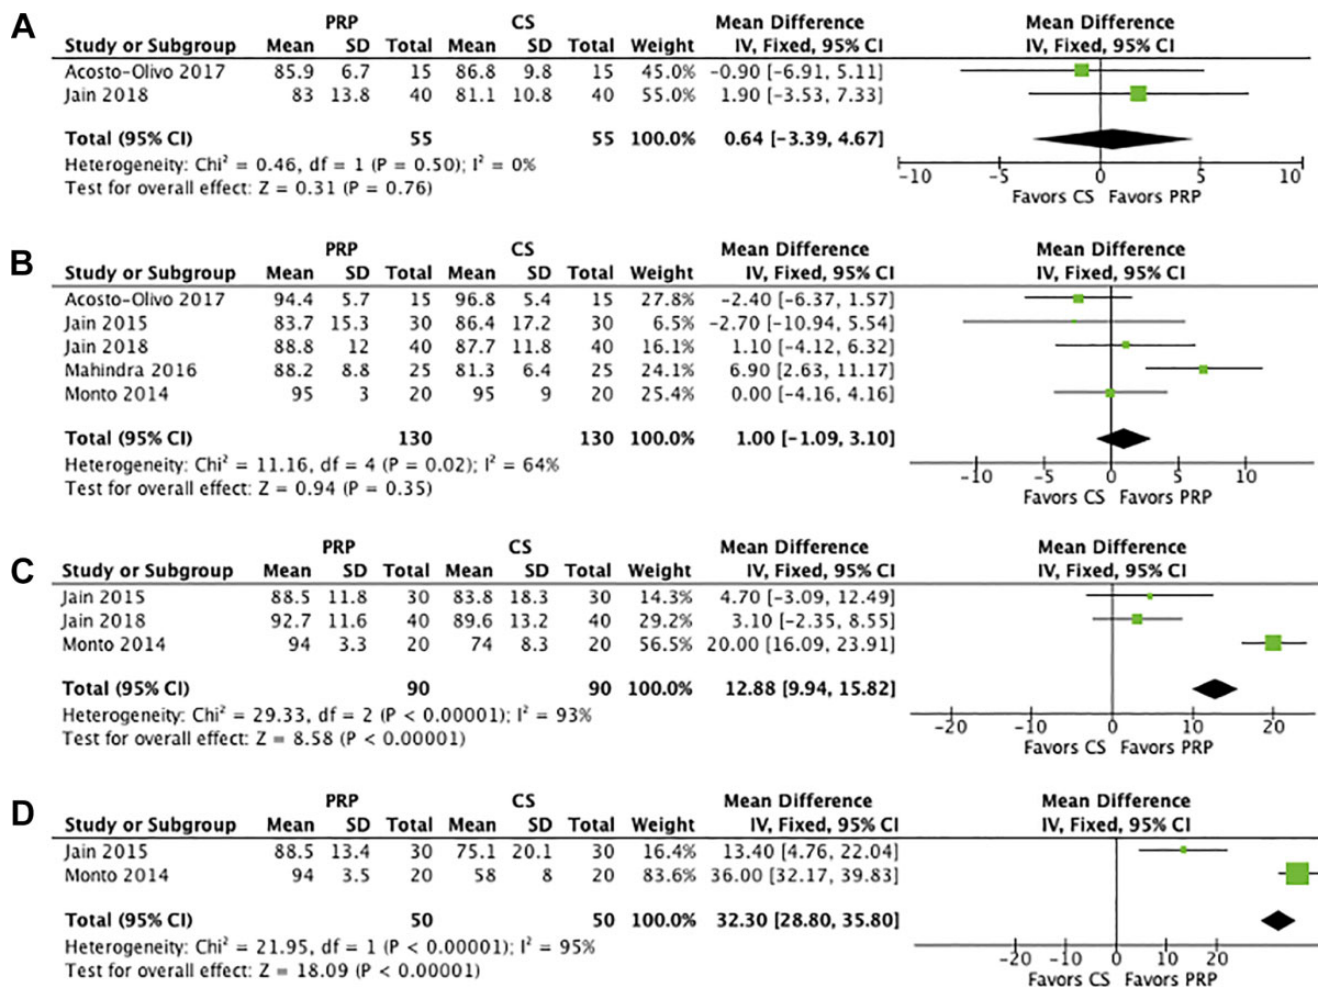 A
PRP CS Mean Difference Mean Difference
Study or Subgroup Mean SD Total Mean SD Total Weight IV, Fixed, 95% CI IV, Fixed, 95% CI
Acosto-Olivo 2017 85.9 6.7 15 86.8 9.8 15 45.0% -0.90 [-6.91, 5.11]
Jain 2018 83 13.8 40 81.1 10.8 40 55.0% 1.90 [-3.53, 7.33]
Total (95% CI) 55 55 100.0% 0.64 [-3.39, 4.67]
Heterogeneity: Chi² = 0.46, df = 1 (P = 0.50); I² = 0%
Test for overall effect: Z = 0.31 (P = 0.76)
-10 -5 0 5 10
Favors CS Favors PRP
B
PRP CS Mean Difference Mean Difference
Study or Subgroup Mean SD Total Mean SD Total Weight IV, Fixed, 95% CI IV, Fixed, 95% CI
Acosto-Olivo 2017 94.4 5.7 15 96.8 5.4 15 27.8% -2.40 [-6.37, 1.57]
Jain 2015 83.7 15.3 30 86.4 17.2 30 6.5% -2.70 [-10.94, 5.54]
Jain 2018 88.8 12 40 87.7 11.8 40 16.1% 1.10 [-4.12, 6.32]
Mahindra 2016 88.2 8.8 25 81.3 6.4 25 24.1% 6.90 [2.63, 11.17]
Monto 2014 95 3 20 95 9 20 25.4% 0.00 [-4.16, 4.16]
Total (95% CI) 130 130 100.0% 1.00 [-1.09, 3.10]
Heterogeneity: Chi² = 11.16, df = 4 (P = 0.02); I² = 64%
Test for overall effect: Z = 0.94 (P = 0.35)
-10 -5 0 5 10
Favors CS Favors PRP
C
PRP CS Mean Difference Mean Difference
Study or Subgroup Mean SD Total Mean SD Total Weight IV, Fixed, 95% CI IV, Fixed, 95% CI
Jain 2015 88.5 11.8 30 83.8 18.3 30 14.3% 4.70 [-3.09, 12.49]
Jain 2018 92.7 11.6 40 89.6 13.2 40 29.2% 3.10 [-2.35, 8.55]
Monto 2014 94 3.3 20 74 8.3 20 56.5% 20.00 [16.09, 23.91]
Total (95% CI) 90 90 100.0% 12.88 [9.94, 15.82]
Heterogeneity: Chi² = 29.33, df = 2 (P < 0.00001); I² = 93%
Test for overall effect: Z = 8.58 (P < 0.00001)
-20 -10 0 10 20
Favors CS Favors PRP
D
PRP CS Mean Difference Mean Difference
Study or Subgroup Mean SD Total Mean SD Total Weight IV, Fixed, 95% CI IV, Fixed, 95% CI
Jain 2015 88.5 13.4 30 75.1 20.1 30 16.4% 13.40 [4.76, 22.04]
Monto 2014 94 3.5 20 58 8 20 83.6% 36.00 [32.17, 39.83]
Total (95% CI) 50 50 100.0% 32.30 [28.80, 35.80]
Heterogeneity: Chi² = 21.95, df = 1 (P < 0.00001); I² = 95%
Test for overall effect: Z = 18.09 (P < 0.00001)
-20 -10 0 10 20
Favors CS Favors PRP